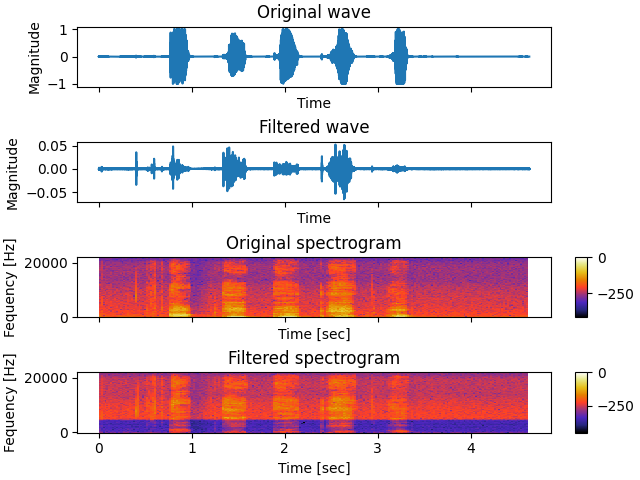 Original wave
Magnitude
1
0
−1
Time
Filtered wave
Magnitude
0.05
0.00
−0.05
Time
Original spectrogram
Fequency [Hz]
20000
0
0
−250
Time [sec]
Filtered spectrogram
Fequency [Hz]
20000
0
0
−250
0 1 2 3 4
Time [sec]